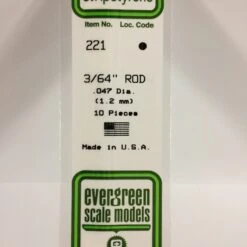 styrene
Item No. Loc. Code
221
3/64" ROD
.047 Dia.
(1.2 mm)
10 Pieces
Made in U.S.A.
evergreen
scale models